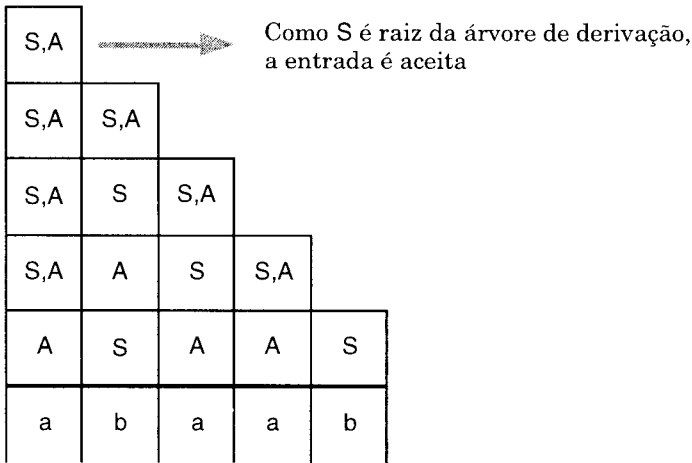 S,A
Como S é raiz da árvore de derivação,
a entrada é aceita
S,A S,A
S,A S S,A
S,A A S S,A
A S A A S
a b a a b